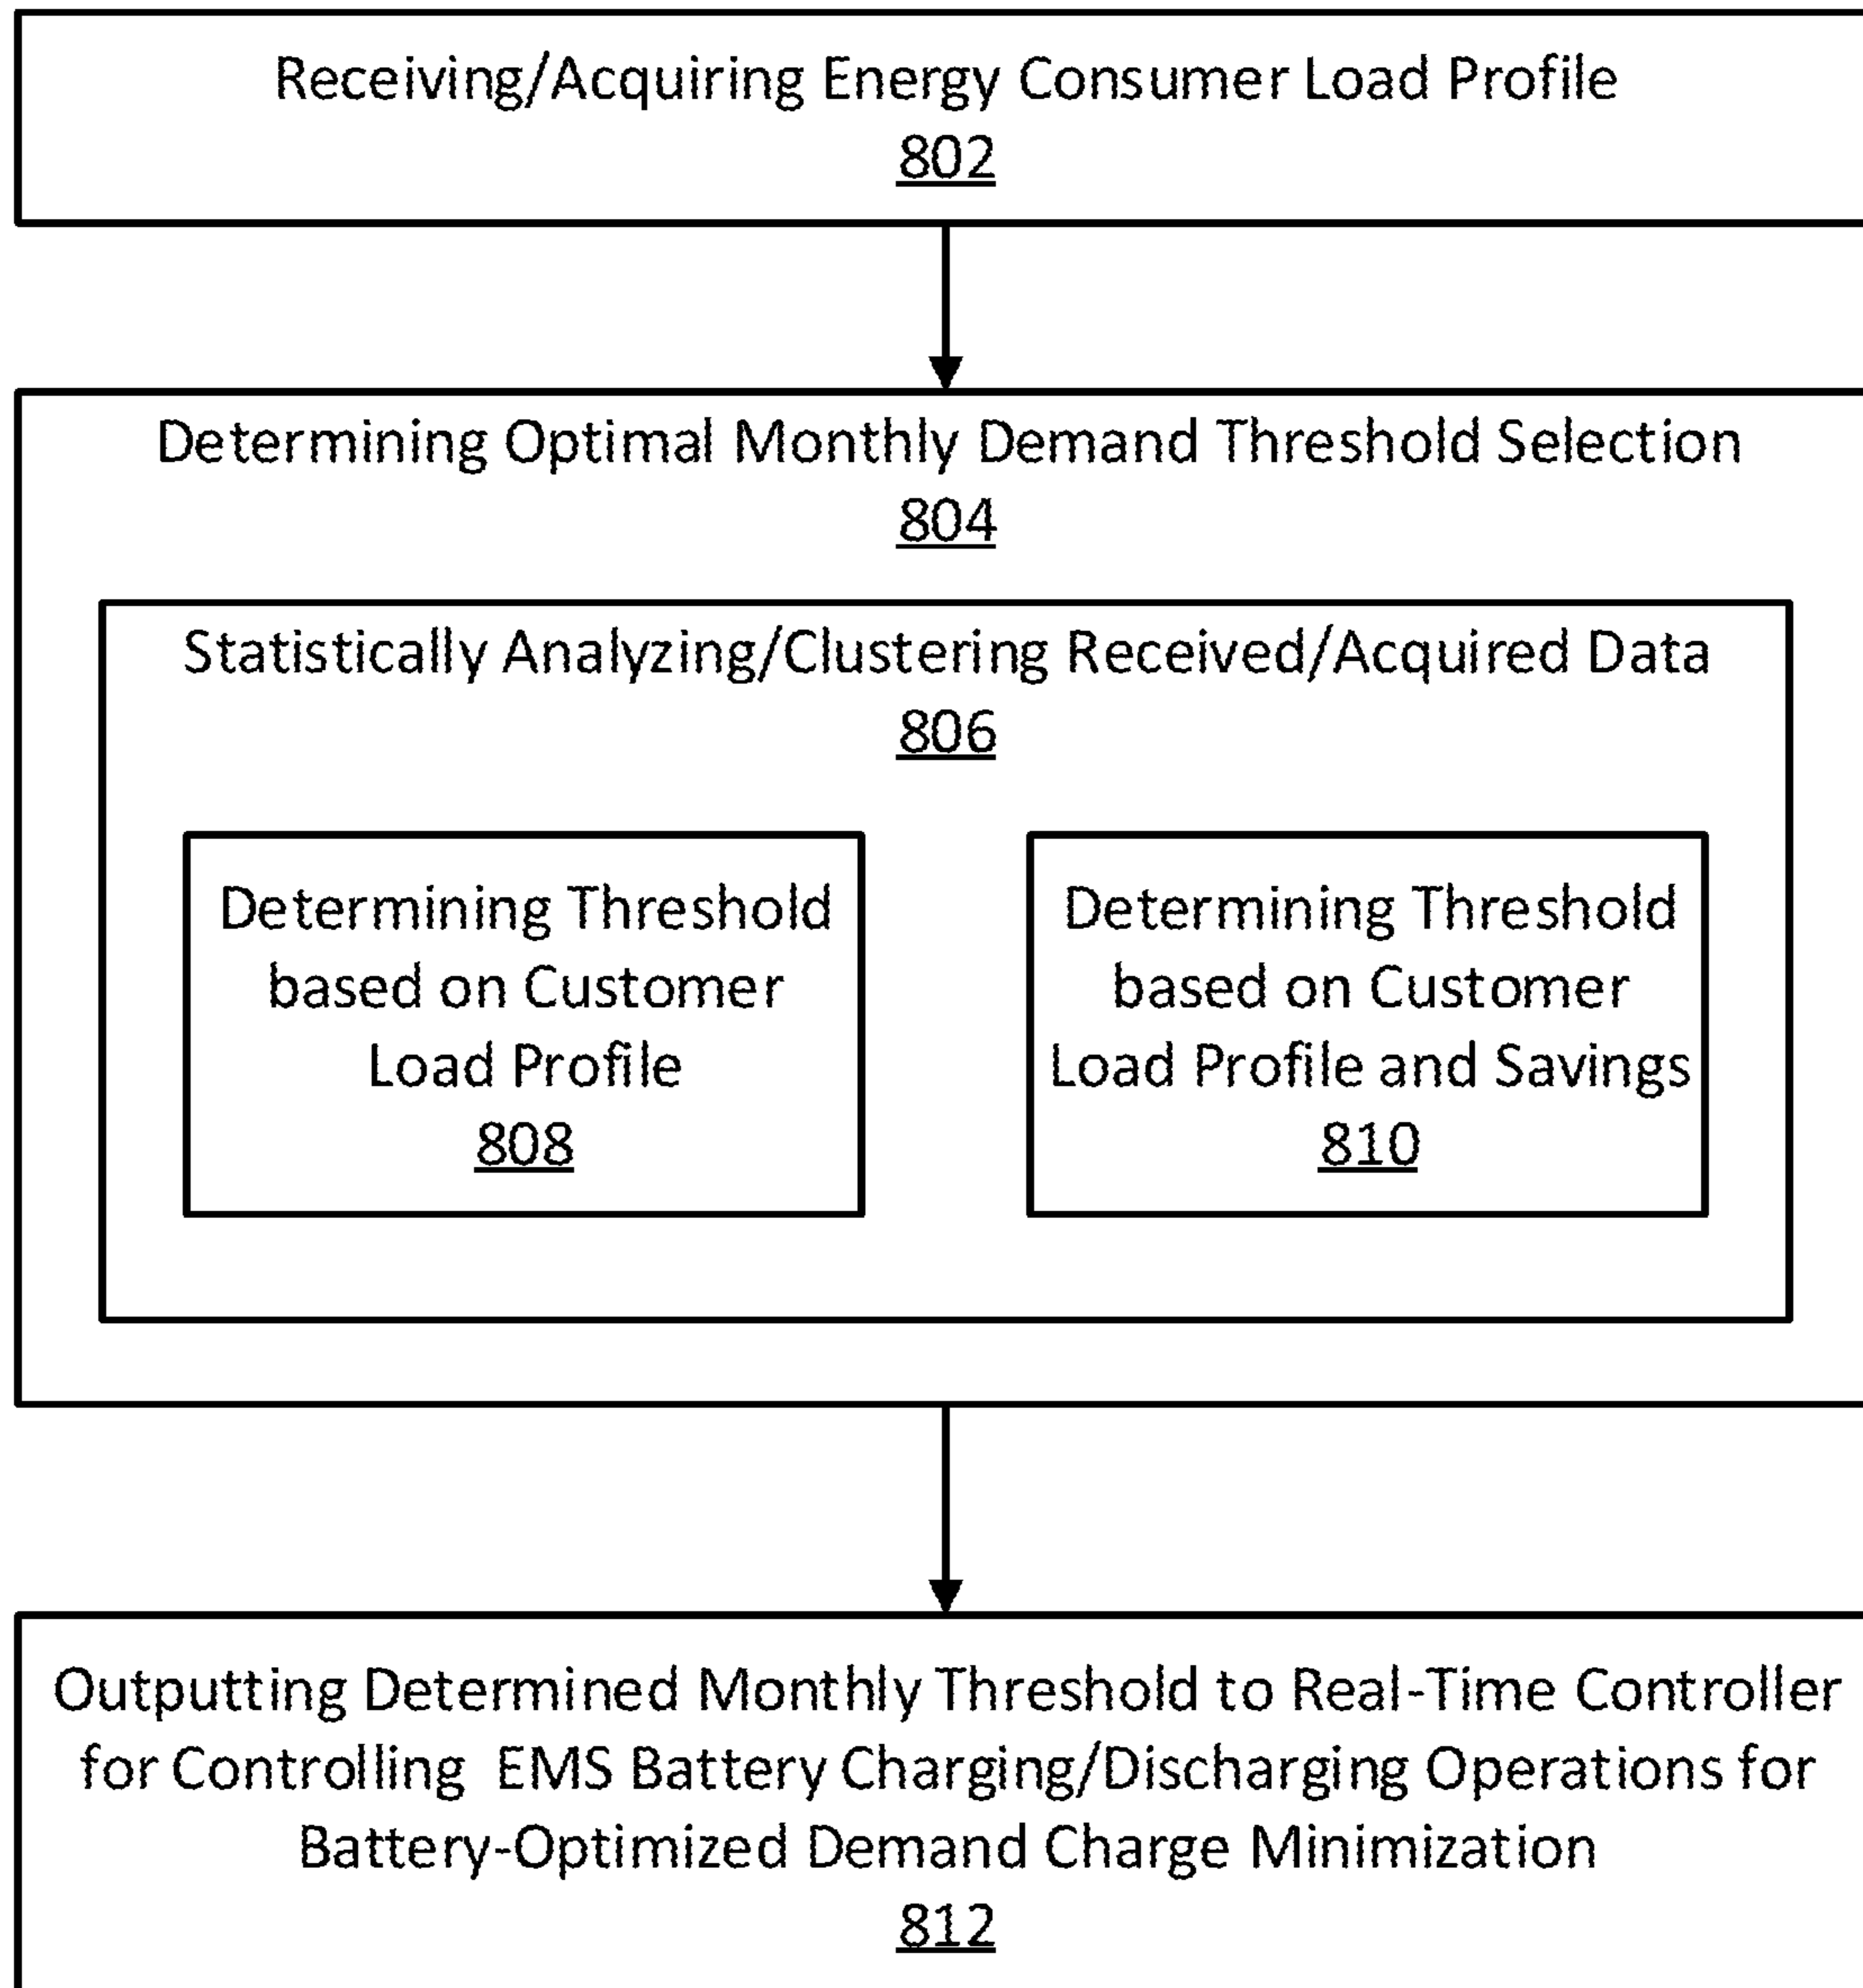 Receiving/Acquiring Energy Consumer Load Profile
802
Determining Optimal Monthly Demand Threshold Selection
804
Statistically Analyzing/Clustering Received/Acquired Data
806
Determining Threshold
based on Customer
Load Profile
808
Determining Threshold
based on Customer
Load Profile and Savings
810
Outputting Determined Monthly Threshold to Real-Time Controller
for Controlling EMS Battery Charging/Discharging Operations for
Battery-Optimized Demand Charge Minimization
812